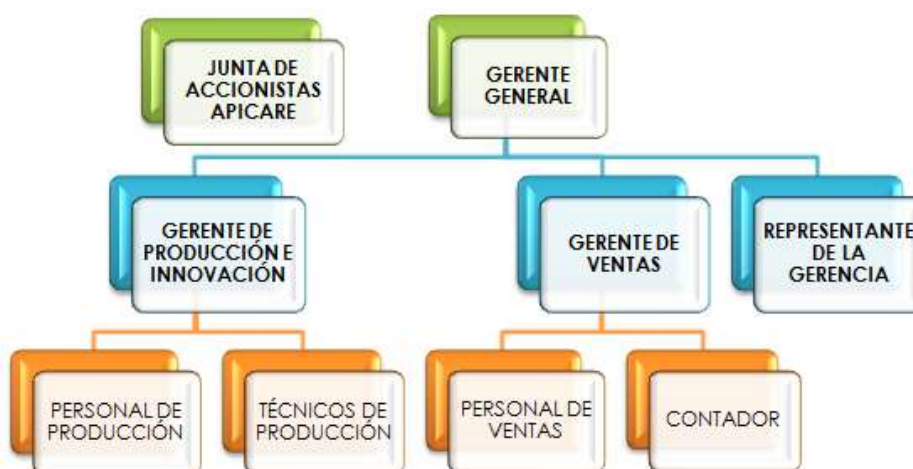 JUNTA DE
ACCIONISTAS
APICARE
GERENTE
GENERAL
GERENTE DE
PRODUCCIÓN E
INNOVACIÓN
GERENTE DE
VENTAS
REPRESENTANTE
DE LA
GERENCIA
PERSONAL DE
PRODUCCIÓN
TÉCNICOS DE
PRODUCCIÓN
PERSONAL DE
VENTAS
CONTADOR